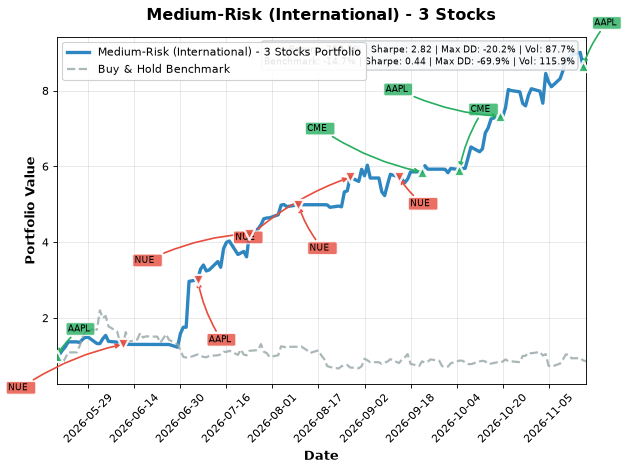 Medium-Risk (International) - 3 Stocks
AAPL
Medium-Risk (International) - 3 Stocks Portfolio
Sharpe: 2.82 | Max DD: -20.2% | Vol: 87.7%
Buy & Hold Benchmark
Benchmark: -14.7% | Sharpe: 0.44 | Max DD: -69.9% | Vol: 115.9%
AAPL
CME
CME
NUE
NUE
NUE
NUE
AAPL
AAPL
NUE
8
6
4
2
Portfolio Value
2026-05-29
2026-06-14
2026-06-30
2026-07-16
2026-08-01
2026-08-17
2026-09-02
2026-09-18
2026-10-04
2026-10-20
2026-11-05
Date